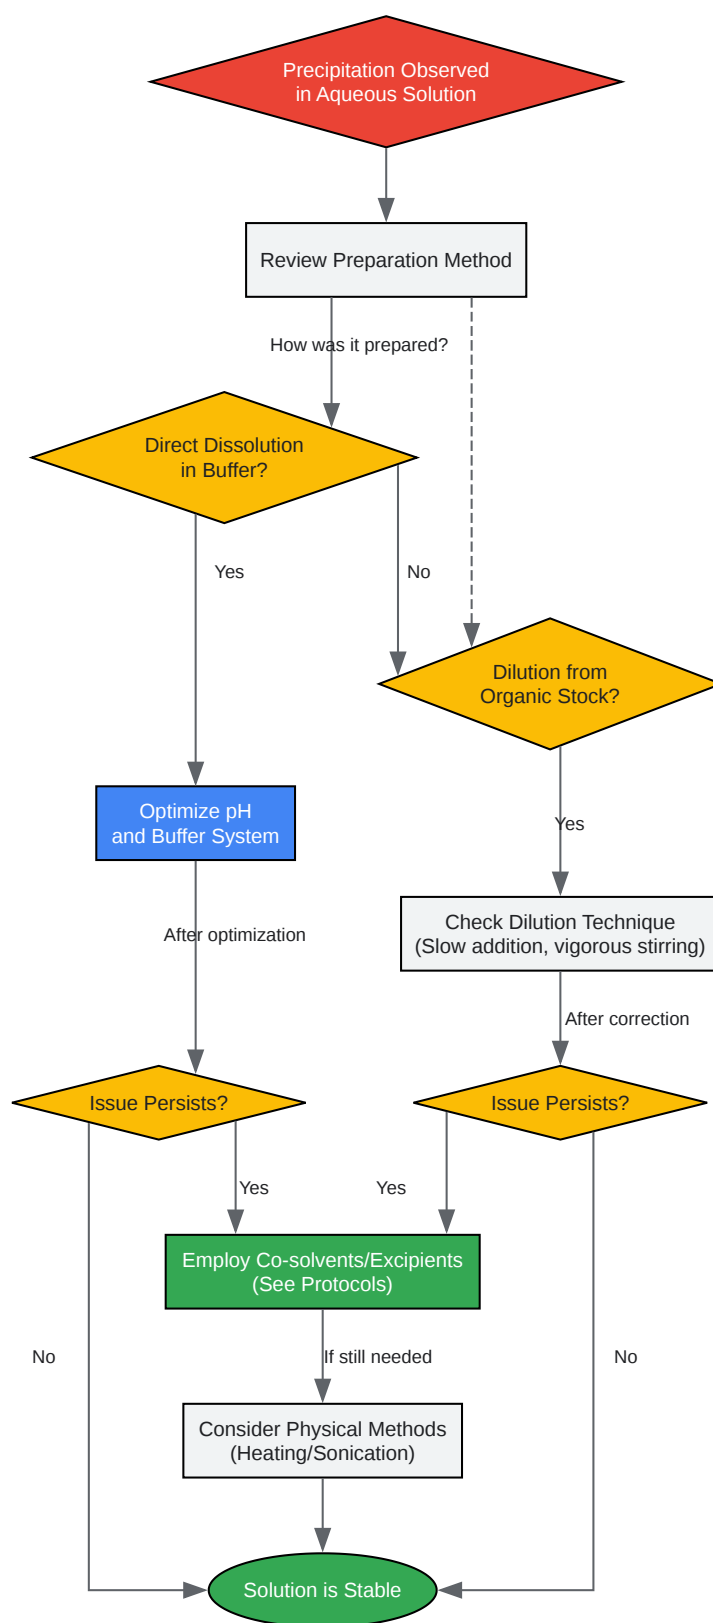 Precipitation Observed
in Aqueous Solution
Review Preparation Method
How was it prepared?
Direct Dissolution
in Buffer?
Yes
No
Dilution from
Organic Stock?
Optimize pH
and Buffer System
Yes
Check Dilution Technique
(Slow addition, vigorous stirring)
After optimization
After correction
Issue Persists?
Issue Persists?
Yes
Yes
Employ Co-solvents/Excipients
(See Protocols)
No
If still needed
No
Consider Physical Methods
(Heating/Sonication)
Solution is Stable